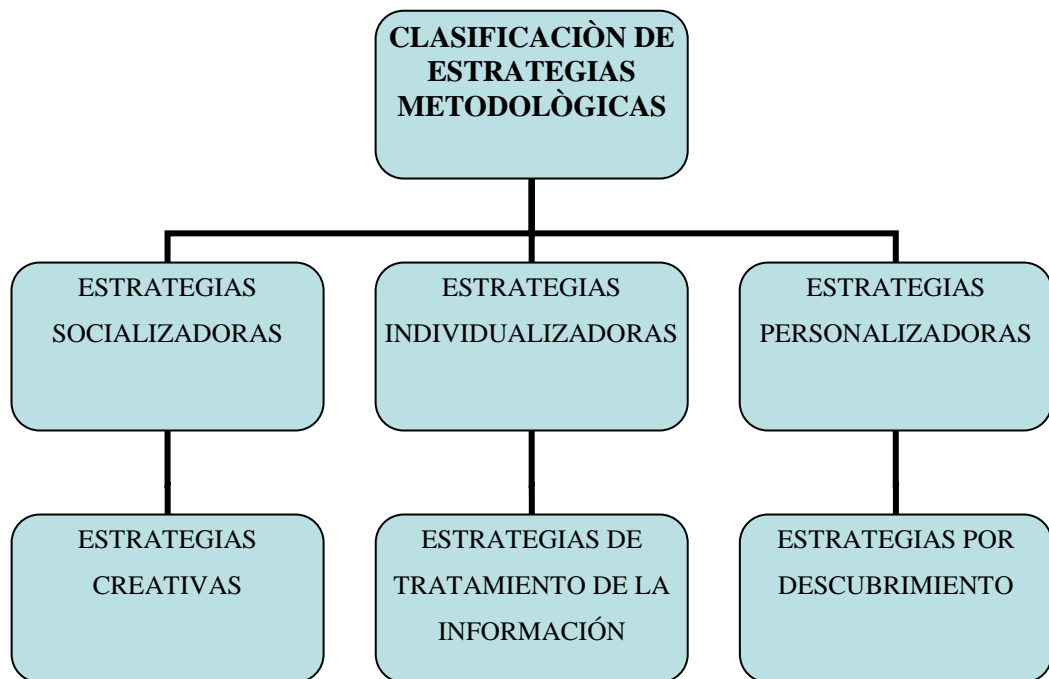 CLASIFICACIÒN DE
ESTRATEGIAS
METODOLÒGICAS
ESTRATEGIAS
SOCIALIZADORAS
ESTRATEGIAS
INDIVIDUALIZADORAS
ESTRATEGIAS
PERSONALIZADORAS
ESTRATEGIAS
CREATIVAS
ESTRATEGIAS DE
TRATAMIENTO DE LA
INFORMACIÓN
ESTRATEGIAS POR
DESCUBRIMIENTO